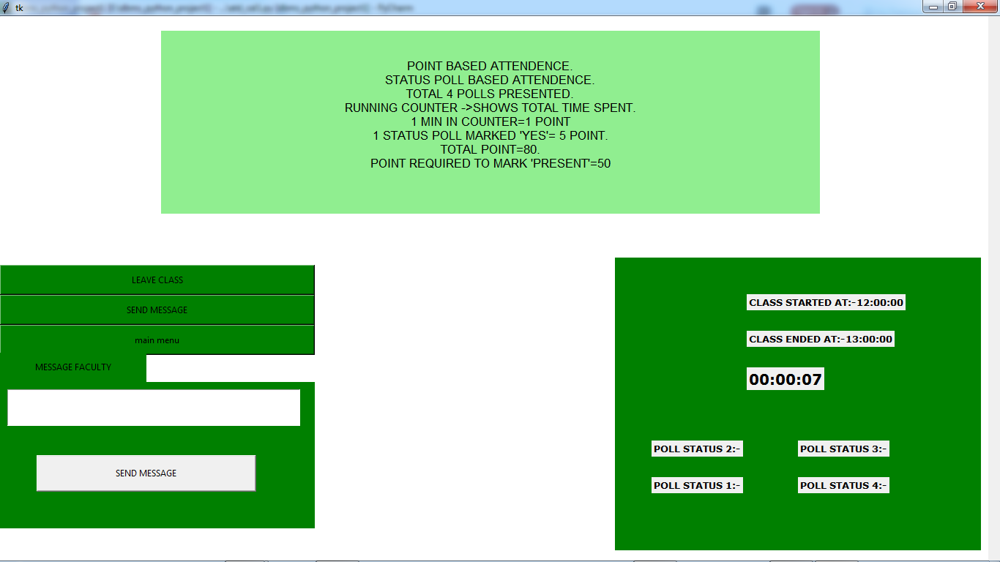 tk
POINT BASED ATTENDENCE.
STATUS POLL BASED ATTENDENCE.
TOTAL 4 POLLS PRESENTED.
RUNNING COUNTER ->SHOWS TOTAL TIME SPENT.
1 MIN IN COUNTER=1 POINT
1 STATUS POLL MARKED 'YES'= 5 POINT.
TOTAL POINT=80.
POINT REQUIRED TO MARK 'PRESENT'=50
LEAVE CLASS
SEND MESSAGE
main menu
MESSAGE FACULTY
SEND MESSAGE
CLASS STARTED AT:-12:00:00
CLASS ENDED AT:-13:00:00
00:00:07
POLL STATUS 2:- POLL STATUS 3:-
POLL STATUS 1:- POLL STATUS 4:-